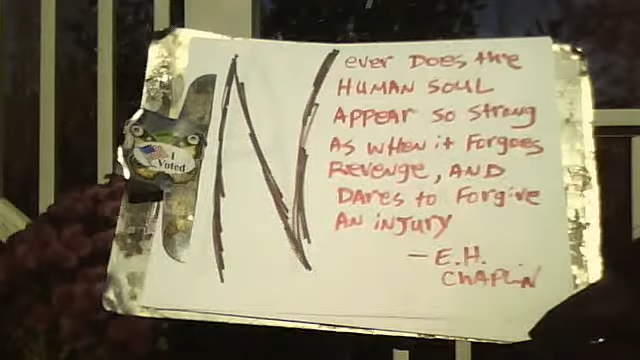 Never Does the
HUMAN SOUL
APPEAR SO STRONG
AS WHEN it FORGOES
REVENGE, AND
DARES to FORGIVE
AN INJURY
- E.H.
CHAPLIN
I
Voted